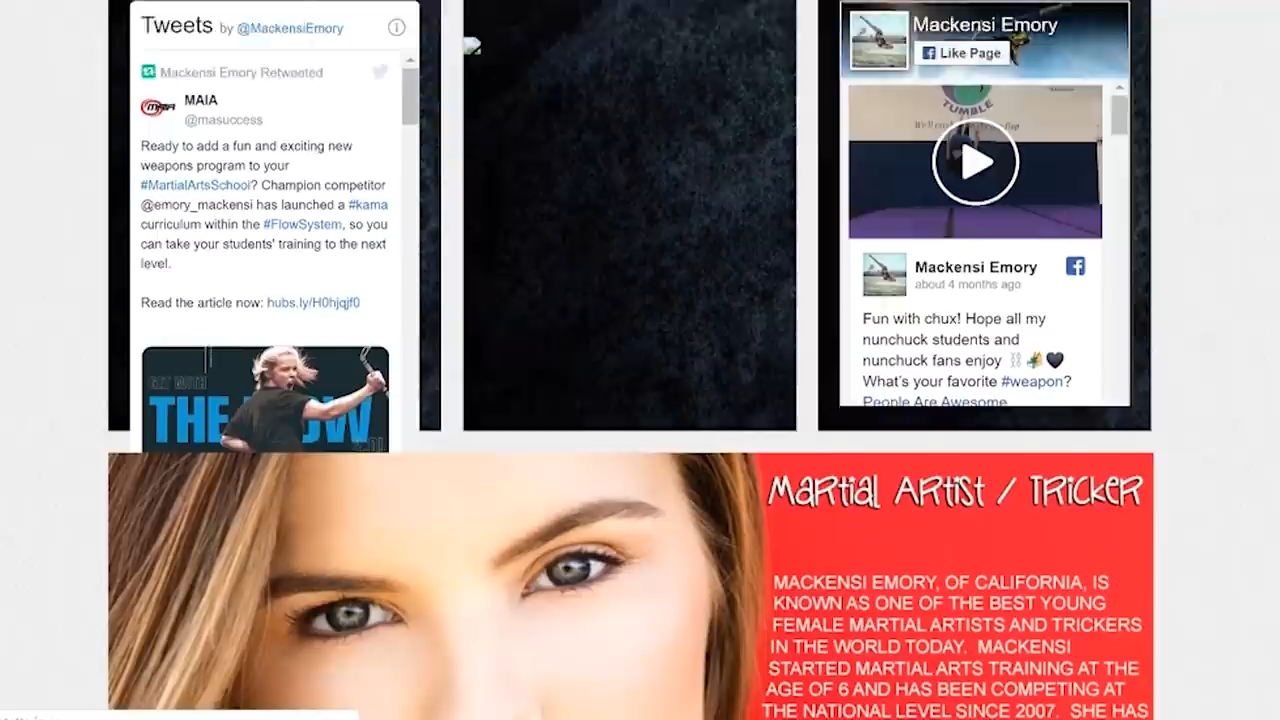 Tweets by @MackensiEmory
Mackensi Emory Retweeted
MAIA
@masuccess
Ready to add a fun and exciting new
weapons program to your
#MartialArtsSchool? Champion competitor
@emory_mackensi has launched a #kama
curriculum within the #FlowSystem, so you
can take your students' training to the next
level.
Read the article now: hubs.ly/H0hjqjf0
GET WITH
THE
Mackensi Emory
Like Page
TUMBLE
Mackensi Emory
about 4 months ago
Fun with chux! Hope all my
nunchuck students and
nunchuck fans enjoy ⛓️🐲🖤
What's your favorite #weapon?
People Are Awesome
Martial Artist / Tricker
MACKENSI EMORY, OF CALIFORNIA, IS
KNOWN AS ONE OF THE BEST YOUNG
FEMALE MARTIAL ARTISTS AND TRICKERS
IN THE WORLD TODAY. MACKENSI
STARTED MARTIAL ARTS TRAINING AT THE
AGE OF 6 AND HAS BEEN COMPETING AT
THE NATIONAL LEVEL SINCE 2007. SHE HAS